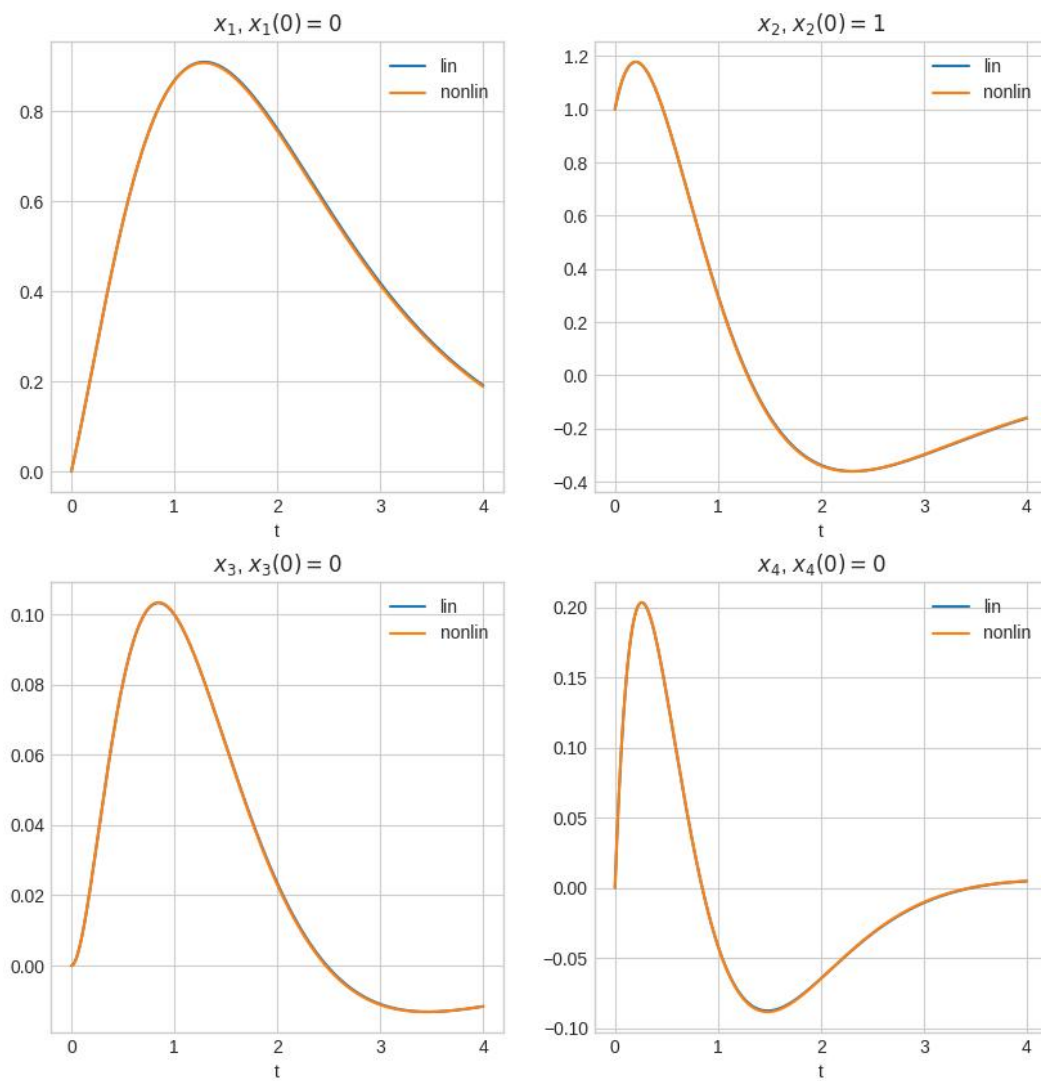 x₁, x₁(0) = 0
lin
nonlin
0.8
0.6
0.4
0.2
0.0
0 1 2 3 4
t
x₂, x₂(0) = 1
lin
nonlin
1.2
1.0
0.8
0.6
0.4
0.2
0.0
−0.2
−0.4
0 1 2 3 4
t
x₃, x₃(0) = 0
lin
nonlin
0.10
0.08
0.06
0.04
0.02
0.00
0 1 2 3 4
t
x₄, x₄(0) = 0
lin
nonlin
0.20
0.15
0.10
0.05
0.00
−0.05
−0.10
0 1 2 3 4
t